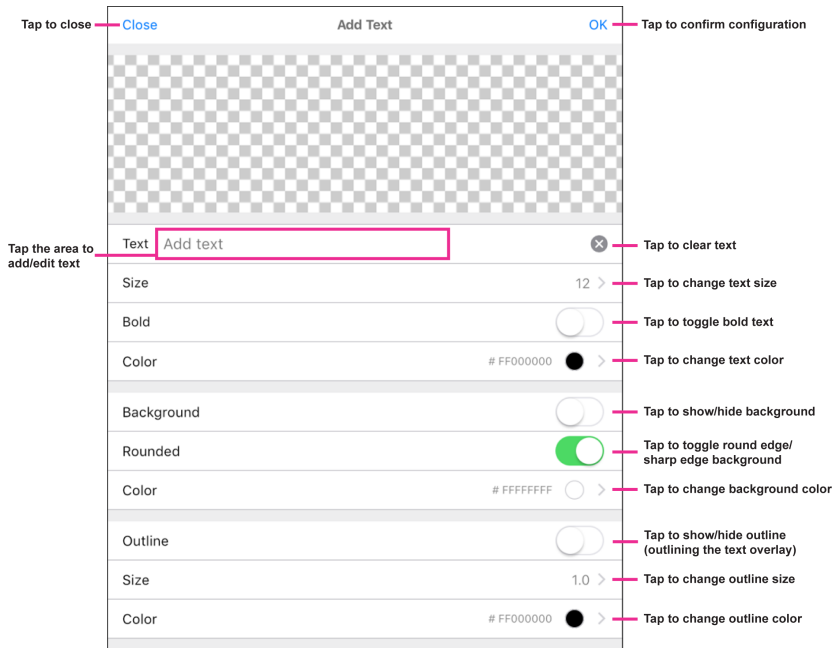 Tap to close
Close
Add Text
OK
Tap to confirm configuration
Tap the area to
add/edit text
Text
Add text
Tap to clear text
Size
12
Tap to change text size
Bold
Tap to toggle bold text
Color
# FF000000
Tap to change text color
Background
Tap to show/hide background
Rounded
Tap to toggle round edge/
sharp edge background
Color
# FFFFFFFF
Tap to change background color
Outline
Tap to show/hide outline
(outlining the text overlay)
Size
1.0
Tap to change outline size
Color
# FF000000
Tap to change outline color